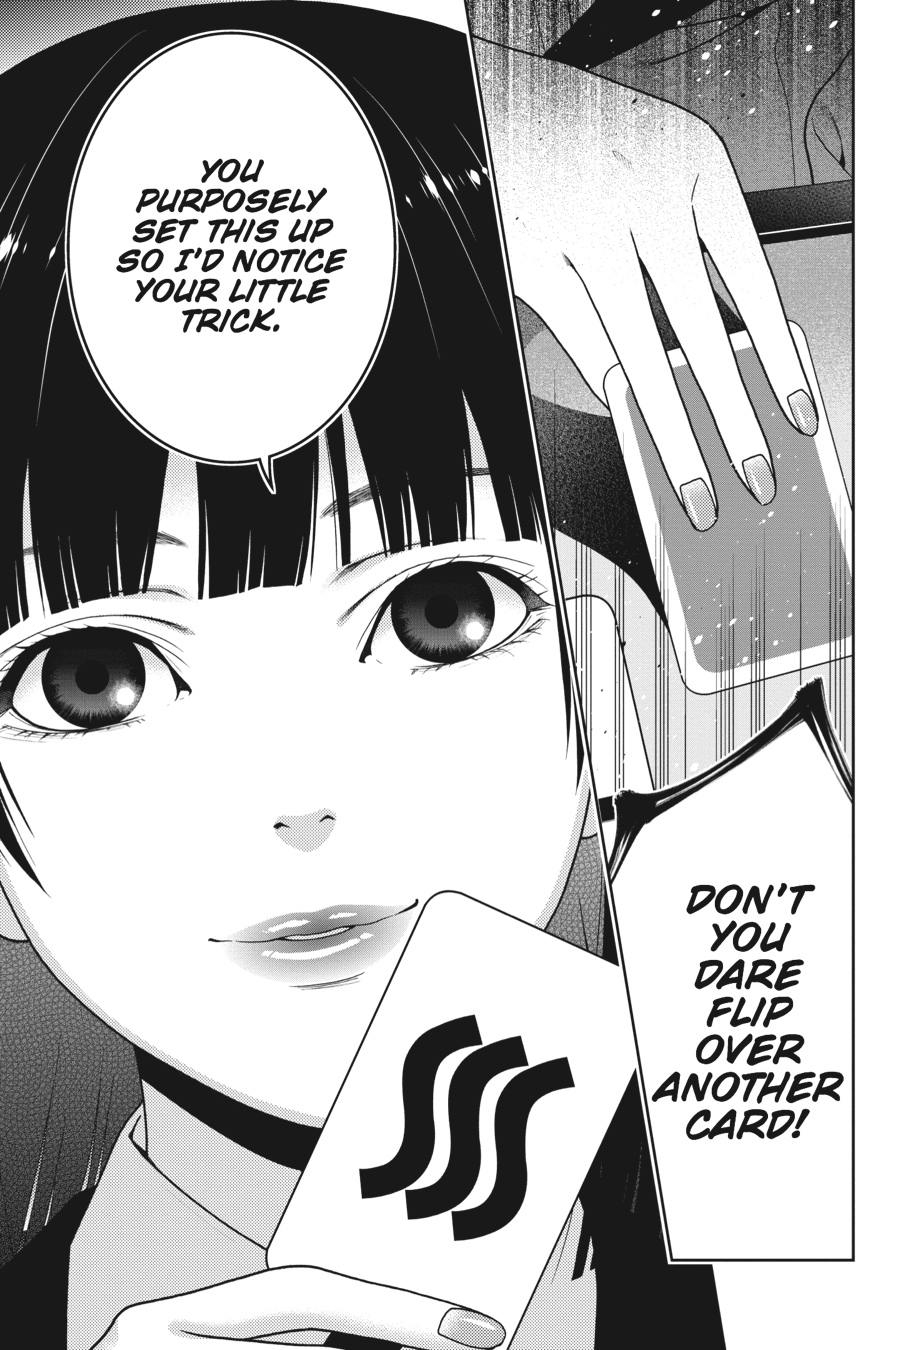 DON'T
YOU
DARE
FLIP
OVER
ANOTHER
CARD!
YOU
PURPOSELY
SET THIS UP
SO I'D NOTICE
YOUR LITTLE
TRICK.